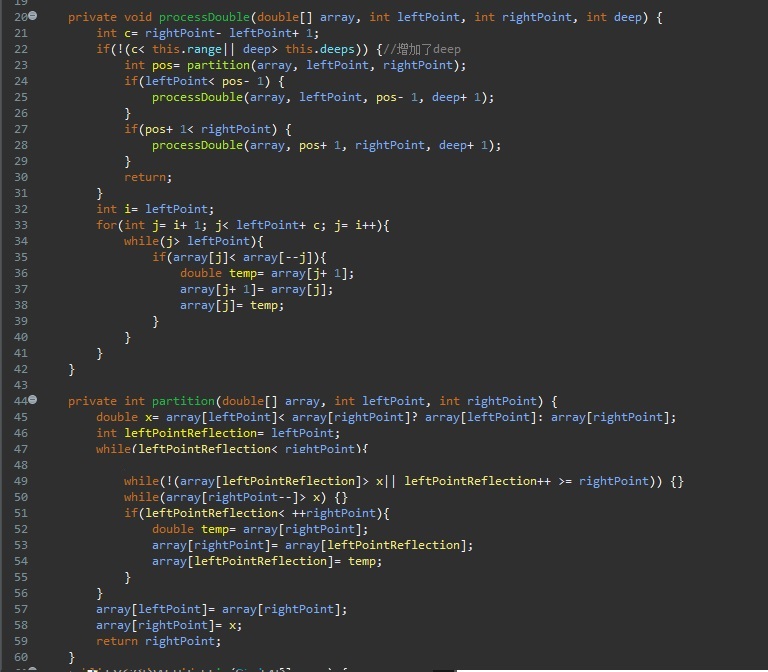 19
20 private void processDouble(double[] array, int leftPoint, int rightPoint, int deep) {
21 int c= rightPoint- leftPoint+ 1;
22 if(!(c< this.range|| deep> this.deeps)) {//增加了deep
23 int pos= partition(array, leftPoint, rightPoint);
24 if(leftPoint< pos- 1) {
25 processDouble(array, leftPoint, pos- 1, deep+ 1);
26 }
27 if(pos+ 1< rightPoint) {
28 processDouble(array, pos+ 1, rightPoint, deep+ 1);
29 }
30 return;
31 }
32 int i= leftPoint;
33 for(int j= i+ 1; j< leftPoint+ c; j= i++){
34 while(j> leftPoint){
35 if(array[j]< array[--j]){
36 double temp= array[j+ 1];
37 array[j+ 1]= array[j];
38 array[j]= temp;
39 }
40 }
41 }
42 }
43
44 private int partition(double[] array, int leftPoint, int rightPoint) {
45 double x= array[leftPoint]< array[rightPoint]? array[leftPoint]: array[rightPoint];
46 int leftPointReflection= leftPoint;
47 while(leftPointReflection< rightPoint){
48
49 while(!(array[leftPointReflection]> x|| leftPointReflection++ >= rightPoint)) {}
50 while(array[rightPoint--]> x) {}
51 if(leftPointReflection< ++rightPoint){
52 double temp= array[rightPoint];
53 array[rightPoint]= array[leftPointReflection];
54 array[leftPointReflection]= temp;
55 }
56 }
57 array[leftPoint]= array[rightPoint];
58 array[rightPoint]= x;
59 return rightPoint;
60 }